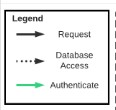 Legend
Request
Database
Access
Authenticate